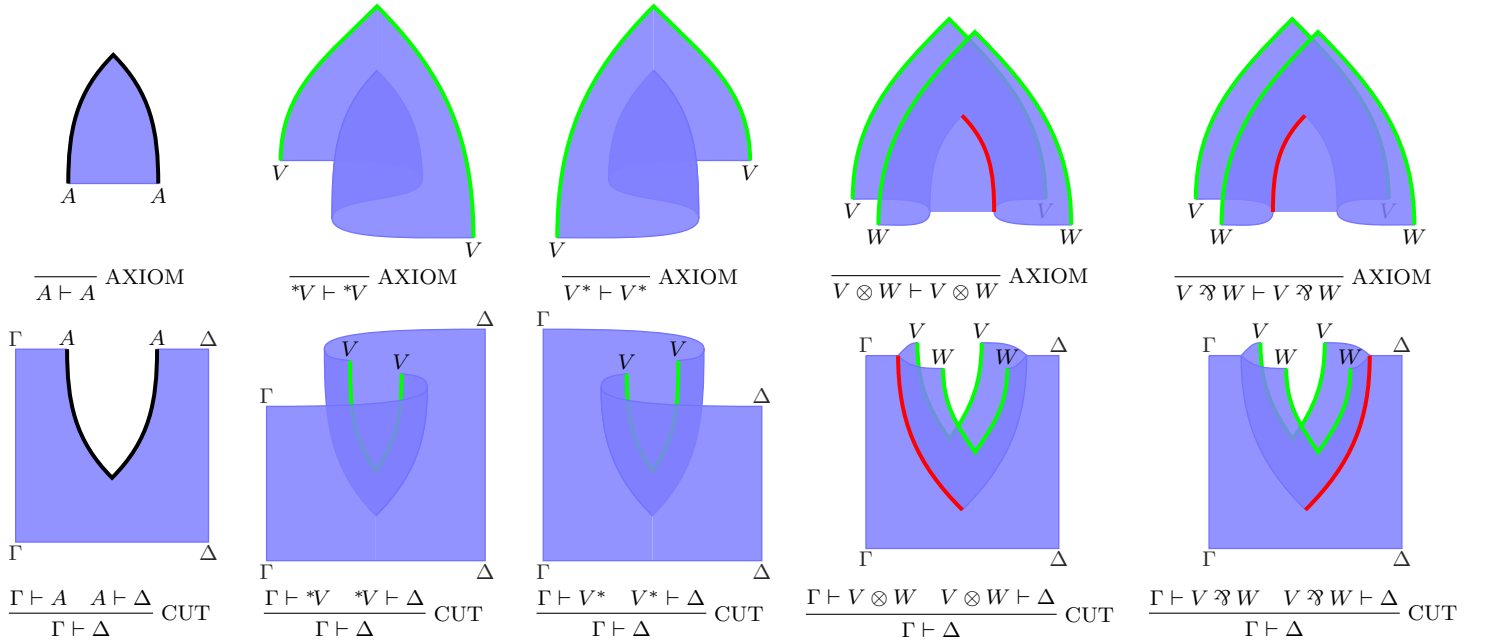 A A
V V
V V
V W V W
V W V W
A ⊢ A AXIOM
*V ⊢ *V AXIOM
V* ⊢ V* AXIOM
V ⊗ W ⊢ V ⊗ W AXIOM
V ⅋ W ⊢ V ⅋ W AXIOM
Γ A A Δ
Γ Δ
Δ
V V
Γ
Γ Δ
Γ
V V
Δ
Γ Δ
Γ V W V W Δ
Γ Δ
Γ V W V W Δ
Γ Δ
Γ ⊢ A A ⊢ Δ
Γ ⊢ Δ CUT
Γ ⊢ *V *V ⊢ Δ
Γ ⊢ Δ CUT
Γ ⊢ V* V* ⊢ Δ
Γ ⊢ Δ CUT
Γ ⊢ V ⊗ W V ⊗ W ⊢ Δ
Γ ⊢ Δ CUT
Γ ⊢ V ⅋ W V ⅋ W ⊢ Δ
Γ ⊢ Δ CUT